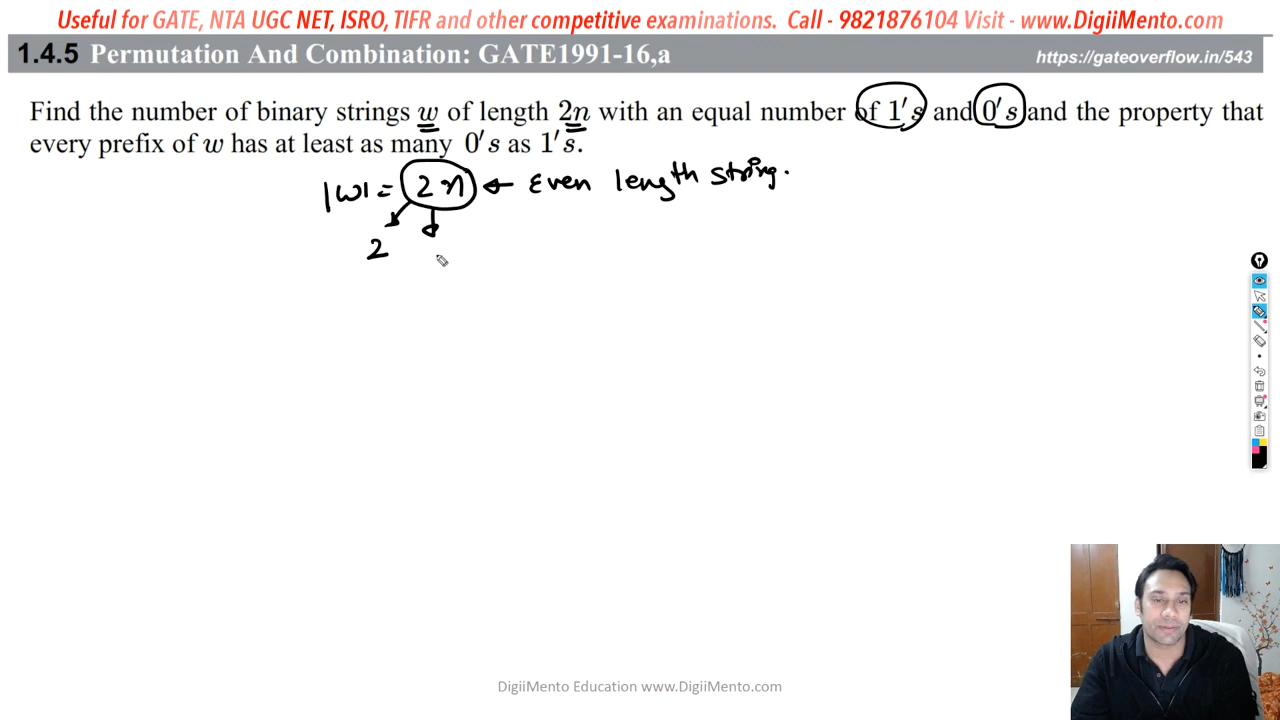 Useful for GATE, NTA UGC NET, ISRO, TIFR and other competitive examinations. Call - 9821876104 Visit - www.DigiiMento.com
1.4.5 Permutation And Combination: GATE1991-16,a https://gateoverflow.in/543
Find the number of binary strings w of length 2n with an equal number of 1's and 0's and the property that
every prefix of w has at least as many 0's as 1's.
|w| = 2n ← Even length string.
2
DigiiMento Education www.DigiiMento.com